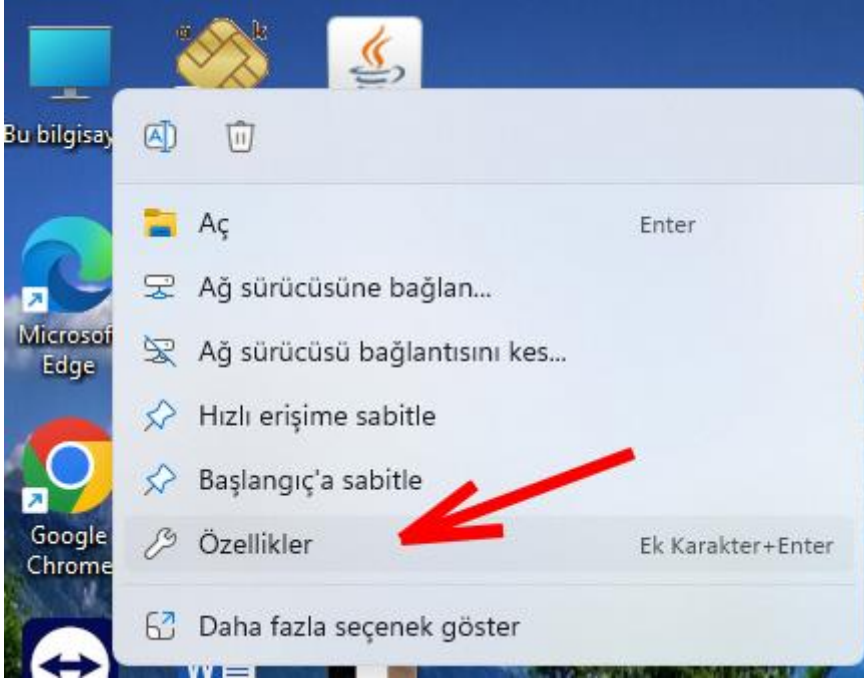 Bu bilgisay
Aç Enter
Ağ sürücüsüne bağlan...
Ağ sürücüsü bağlantısını kes...
Hızlı erişime sabitle
Başlangıç'a sabitle
Özellikler Ek Karakter+Enter
Daha fazla seçenek göster
Microsof
Edge
Google
Chrome